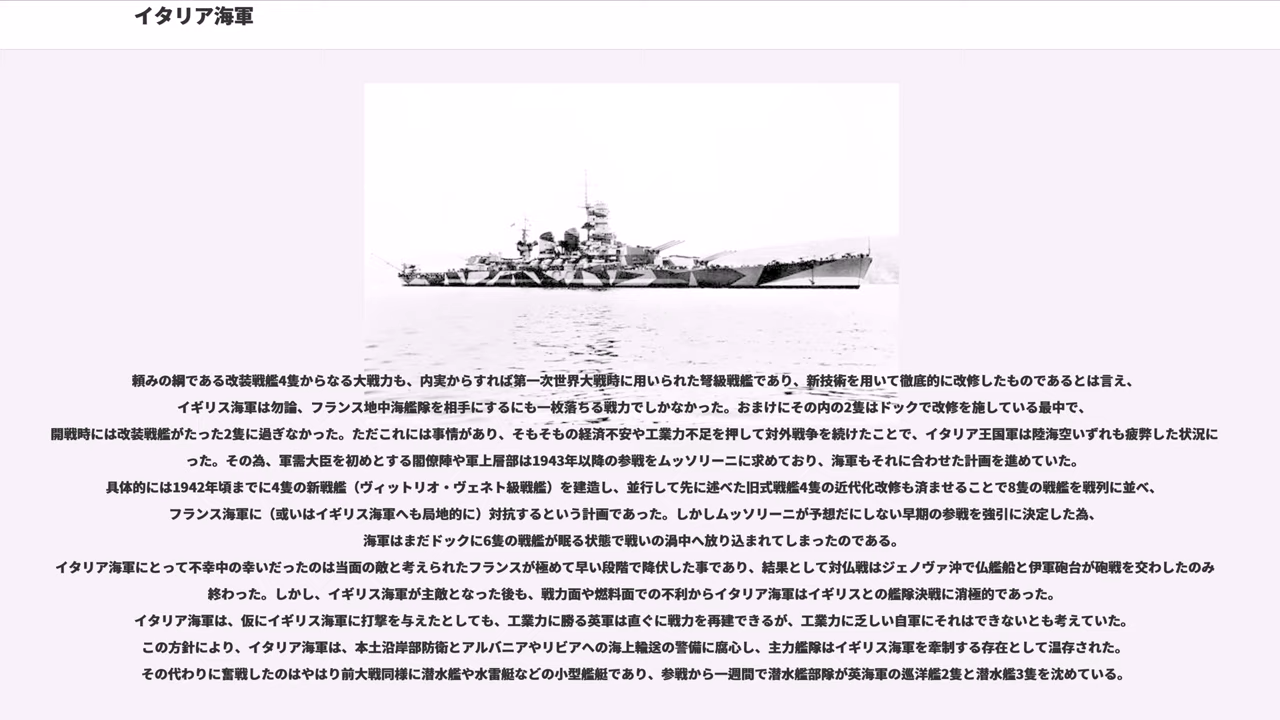 イタリア海軍
頼みの綱である改装戦艦4隻からなる大戦力も、内実からすれば第一次世界大戦時に用いられた弩級戦艦であり、新技術を用いて徹底的に改修したものであるとは言え、
イギリス海軍は勿論、フランス地中海艦隊を相手にするにも一枚落ちる戦力でしかなかった。おまけにその内の2隻はドックで改修を施している最中で、
開戦時には改装戦艦がたった2隻に過ぎなかった。ただこれには事情があり、そもそもの経済不安や工業力不足を押して対外戦争を続けたことで、イタリア王国軍は陸海空いずれも疲弊した状況に
った。その為、軍需大臣を初めとする閣僚陣や軍上層部は1943年以降の参戦をムッソリーニに求めており、海軍もそれに合わせた計画を進めていた。
具体的には1942年頃までに4隻の新戦艦（ヴィットリオ・ヴェネト級戦艦）を建造し、並行して先に述べた旧式戦艦4隻の近代化改修も済ませることで8隻の戦艦を戦列に並べ、
フランス海軍に（或いはイギリス海軍へも局地的に）対抗するという計画であった。しかしムッソリーニが予想だにしない早期の参戦を強引に決定した為、
海軍はまだドックに6隻の戦艦が眠る状態で戦いの渦中へ放り込まれてしまったのである。
イタリア海軍にとって不幸中の幸いだったのは当面の敵と考えられたフランスが極めて早い段階で降伏した事であり、結果として対仏戦はジェノヴァ沖で仏艦船と伊軍砲台が砲戦を交わしたのみ
終わった。しかし、イギリス海軍が主敵となった後も、戦力面や燃料面での不利からイタリア海軍はイギリスとの艦隊決戦に消極的であった。
イタリア海軍は、仮にイギリス海軍に打撃を与えたとしても、工業力に勝る英軍は直ぐに戦力を再建できるが、工業力に乏しい自軍にそれはできないとも考えていた。
この方針により、イタリア海軍は、本土沿岸部防衛とアルバニアやリビアへの海上輸送の警備に腐心し、主力艦隊はイギリス海軍を牽制する存在として温存された。
その代わりに奮戦したのはやはり前大戦同様に潜水艦や水雷艇などの小型艦艇であり、参戦から一週間で潜水艦部隊が英海軍の巡洋艦2隻と潜水艦3隻を沈めている。